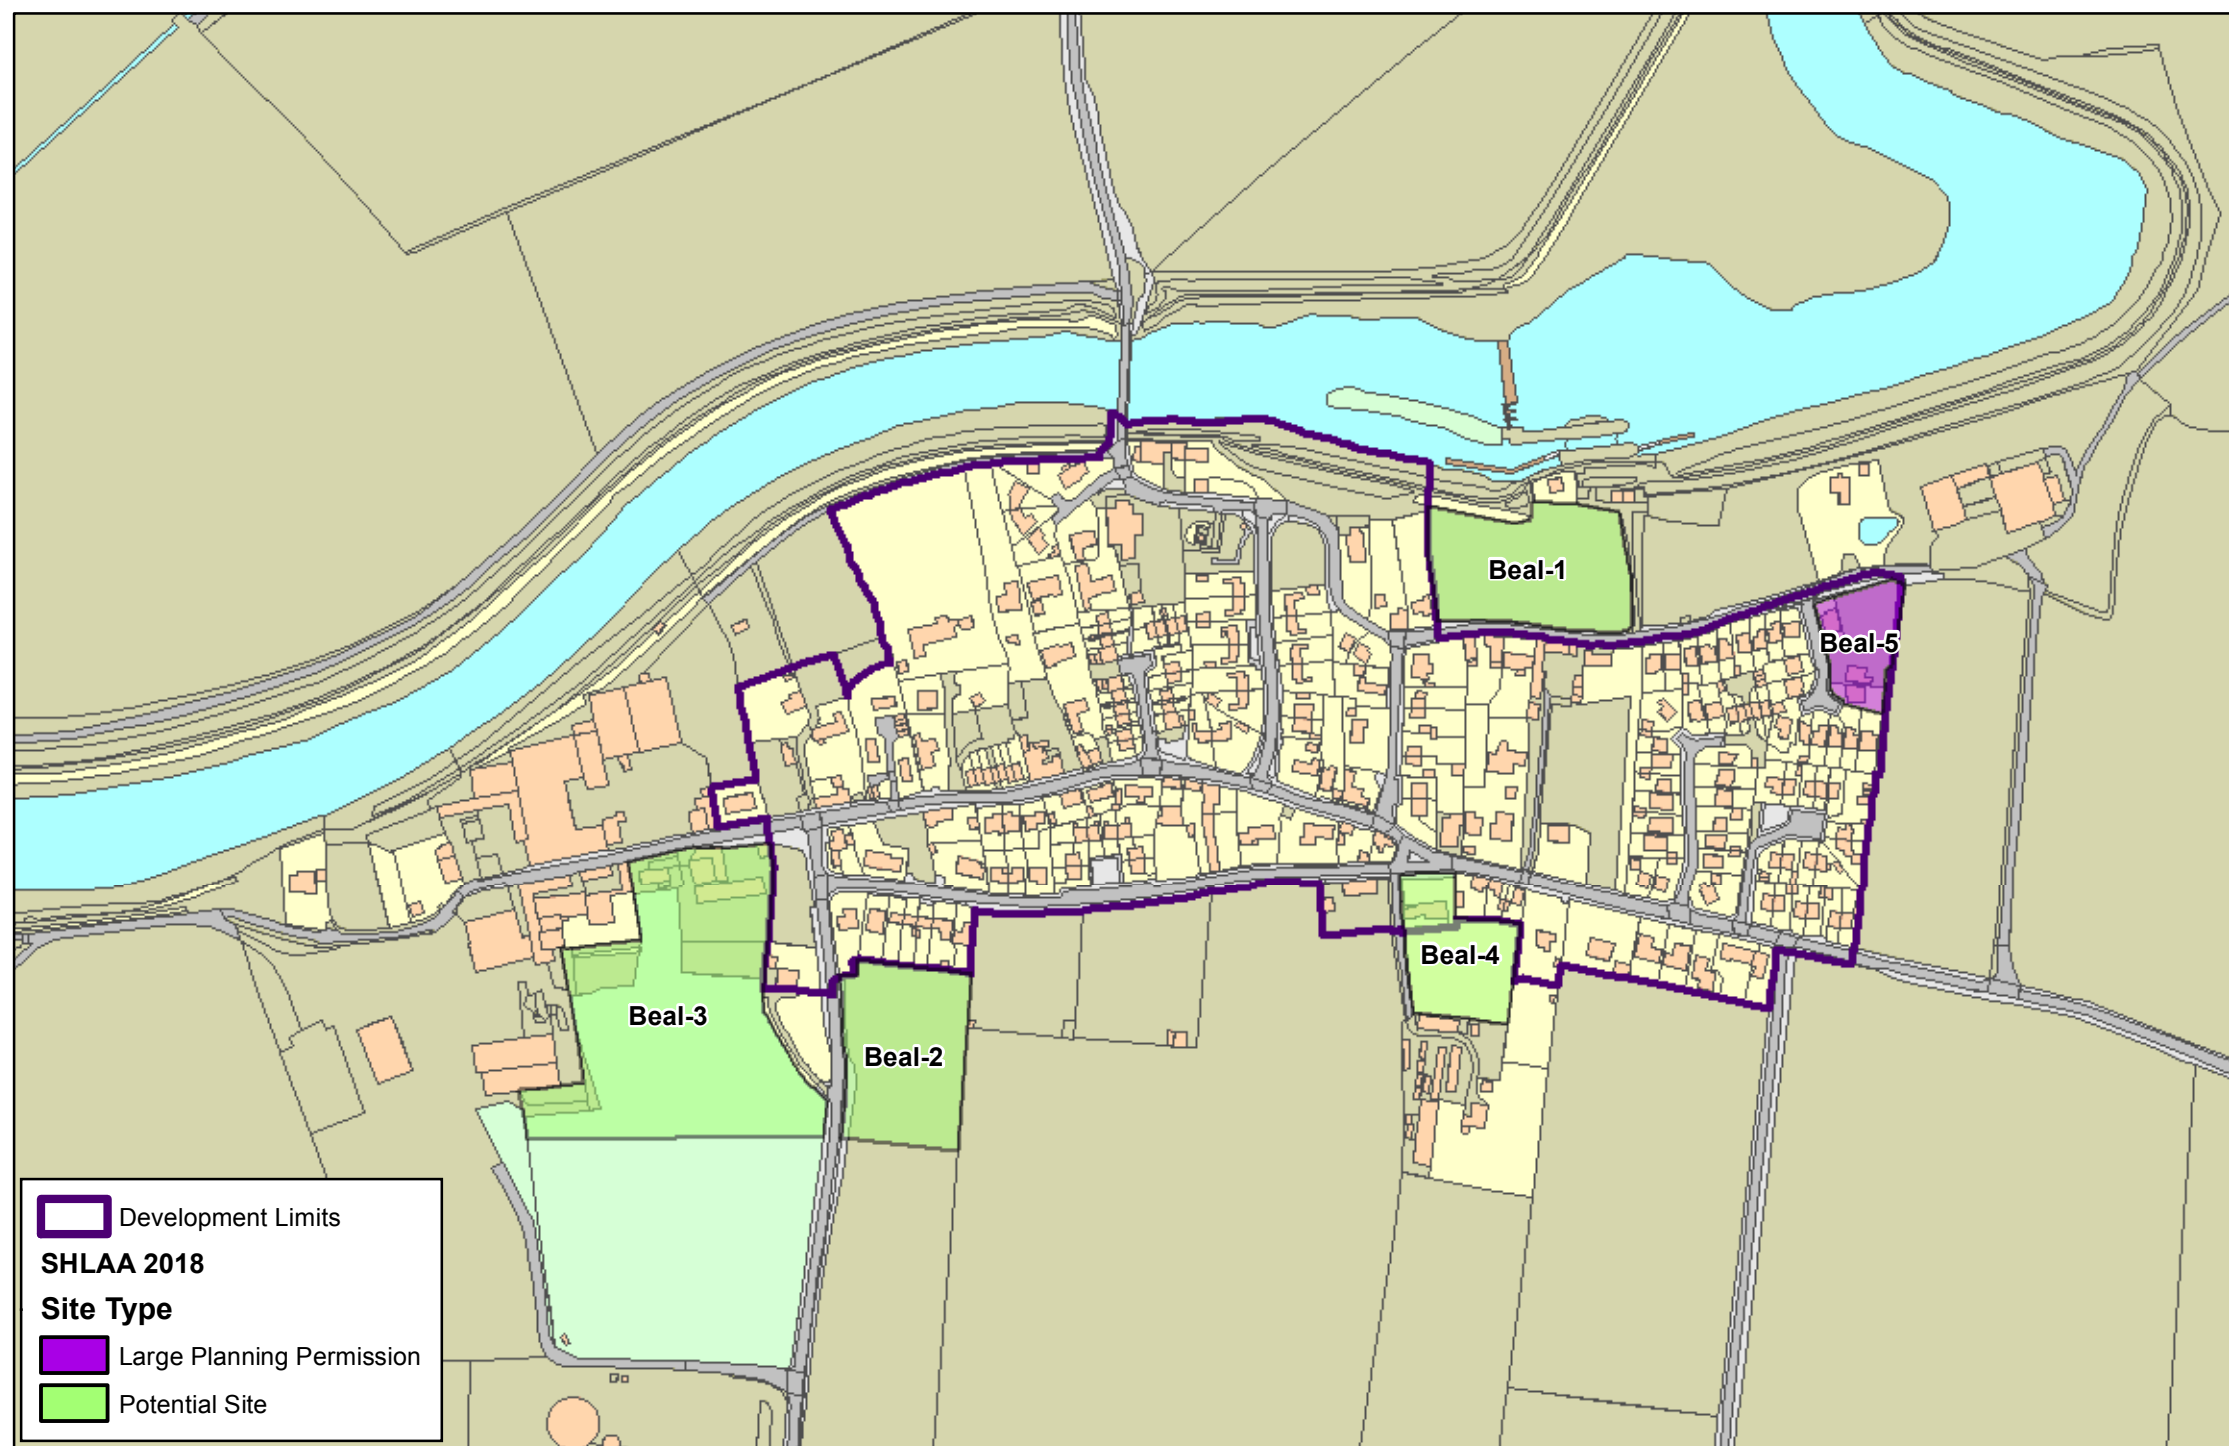 Beal-1
Beal-5
Beal-4
Beal-3
Beal-2
Development Limits
SHLAA 2018
Site Type
Large Planning Permission
Potential Site